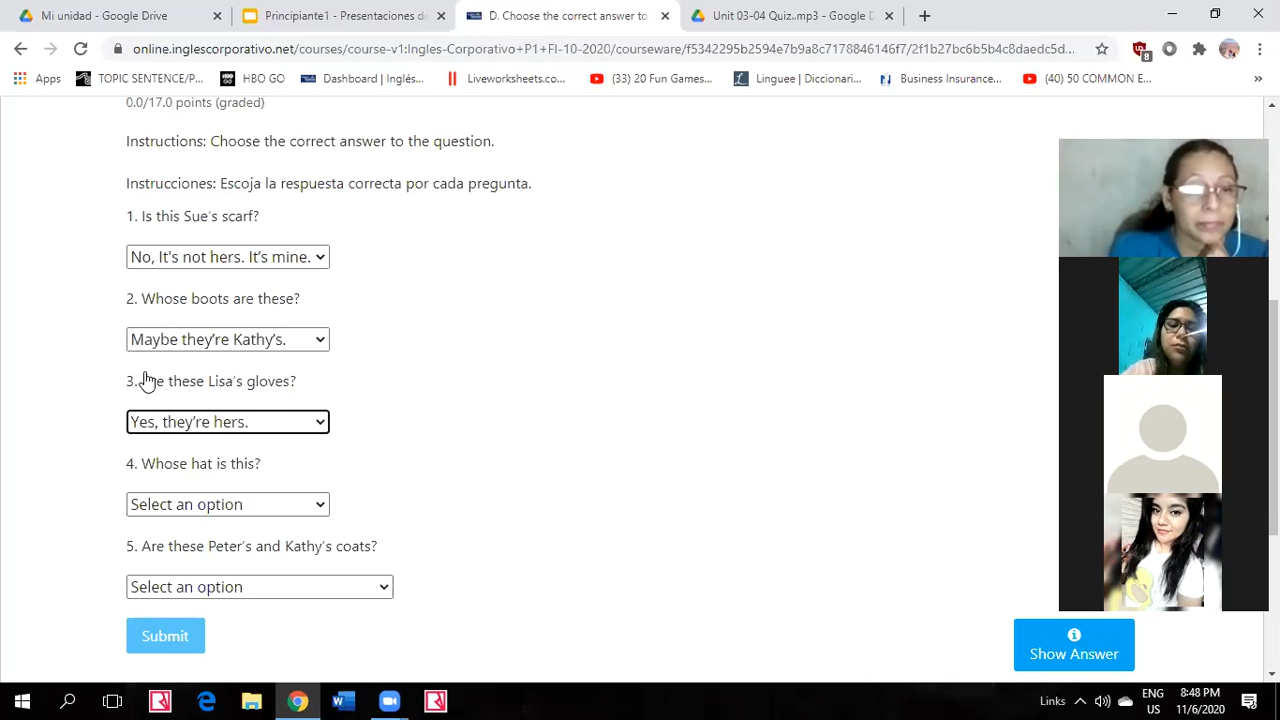 Mi unidad - Google Drive
Principiante1 - Presentaciones de
D. Choose the correct answer to
Unit 03-04 Quiz..mp3 - Google D
online.inglescorporativo.net/courses/course-v1:Ingles-Corporativo+P1+FI-10-2020/courseware/f5342295b2594e7b9a8c7178846146f7/2f1b27bc6b5b4c8daedc5d...
8
Apps
TOPIC SENTENCE/P...
HBO GO
Dashboard | Inglés...
Liveworksheets.co...
(33) 20 Fun Games...
Linguee | Diccionari...
Business Insurance...
(40) 50 COMMON E...
»
0.0/17.0 points (graded)
Instructions: Choose the correct answer to the question.
Instrucciones: Escoja la respuesta correcta por cada pregunta.
1. Is this Sue's scarf?
No, It's not hers. It's mine.
2. Whose boots are these?
Maybe they're Kathy's.
3. these Lisa's gloves?
Yes, they're hers.
4. Whose hat is this?
Select an option
5. Are these Peter's and Kathy's coats?
Select an option
Submit
Show Answer
Links
ENG
US
8:48 PM
11/6/2020